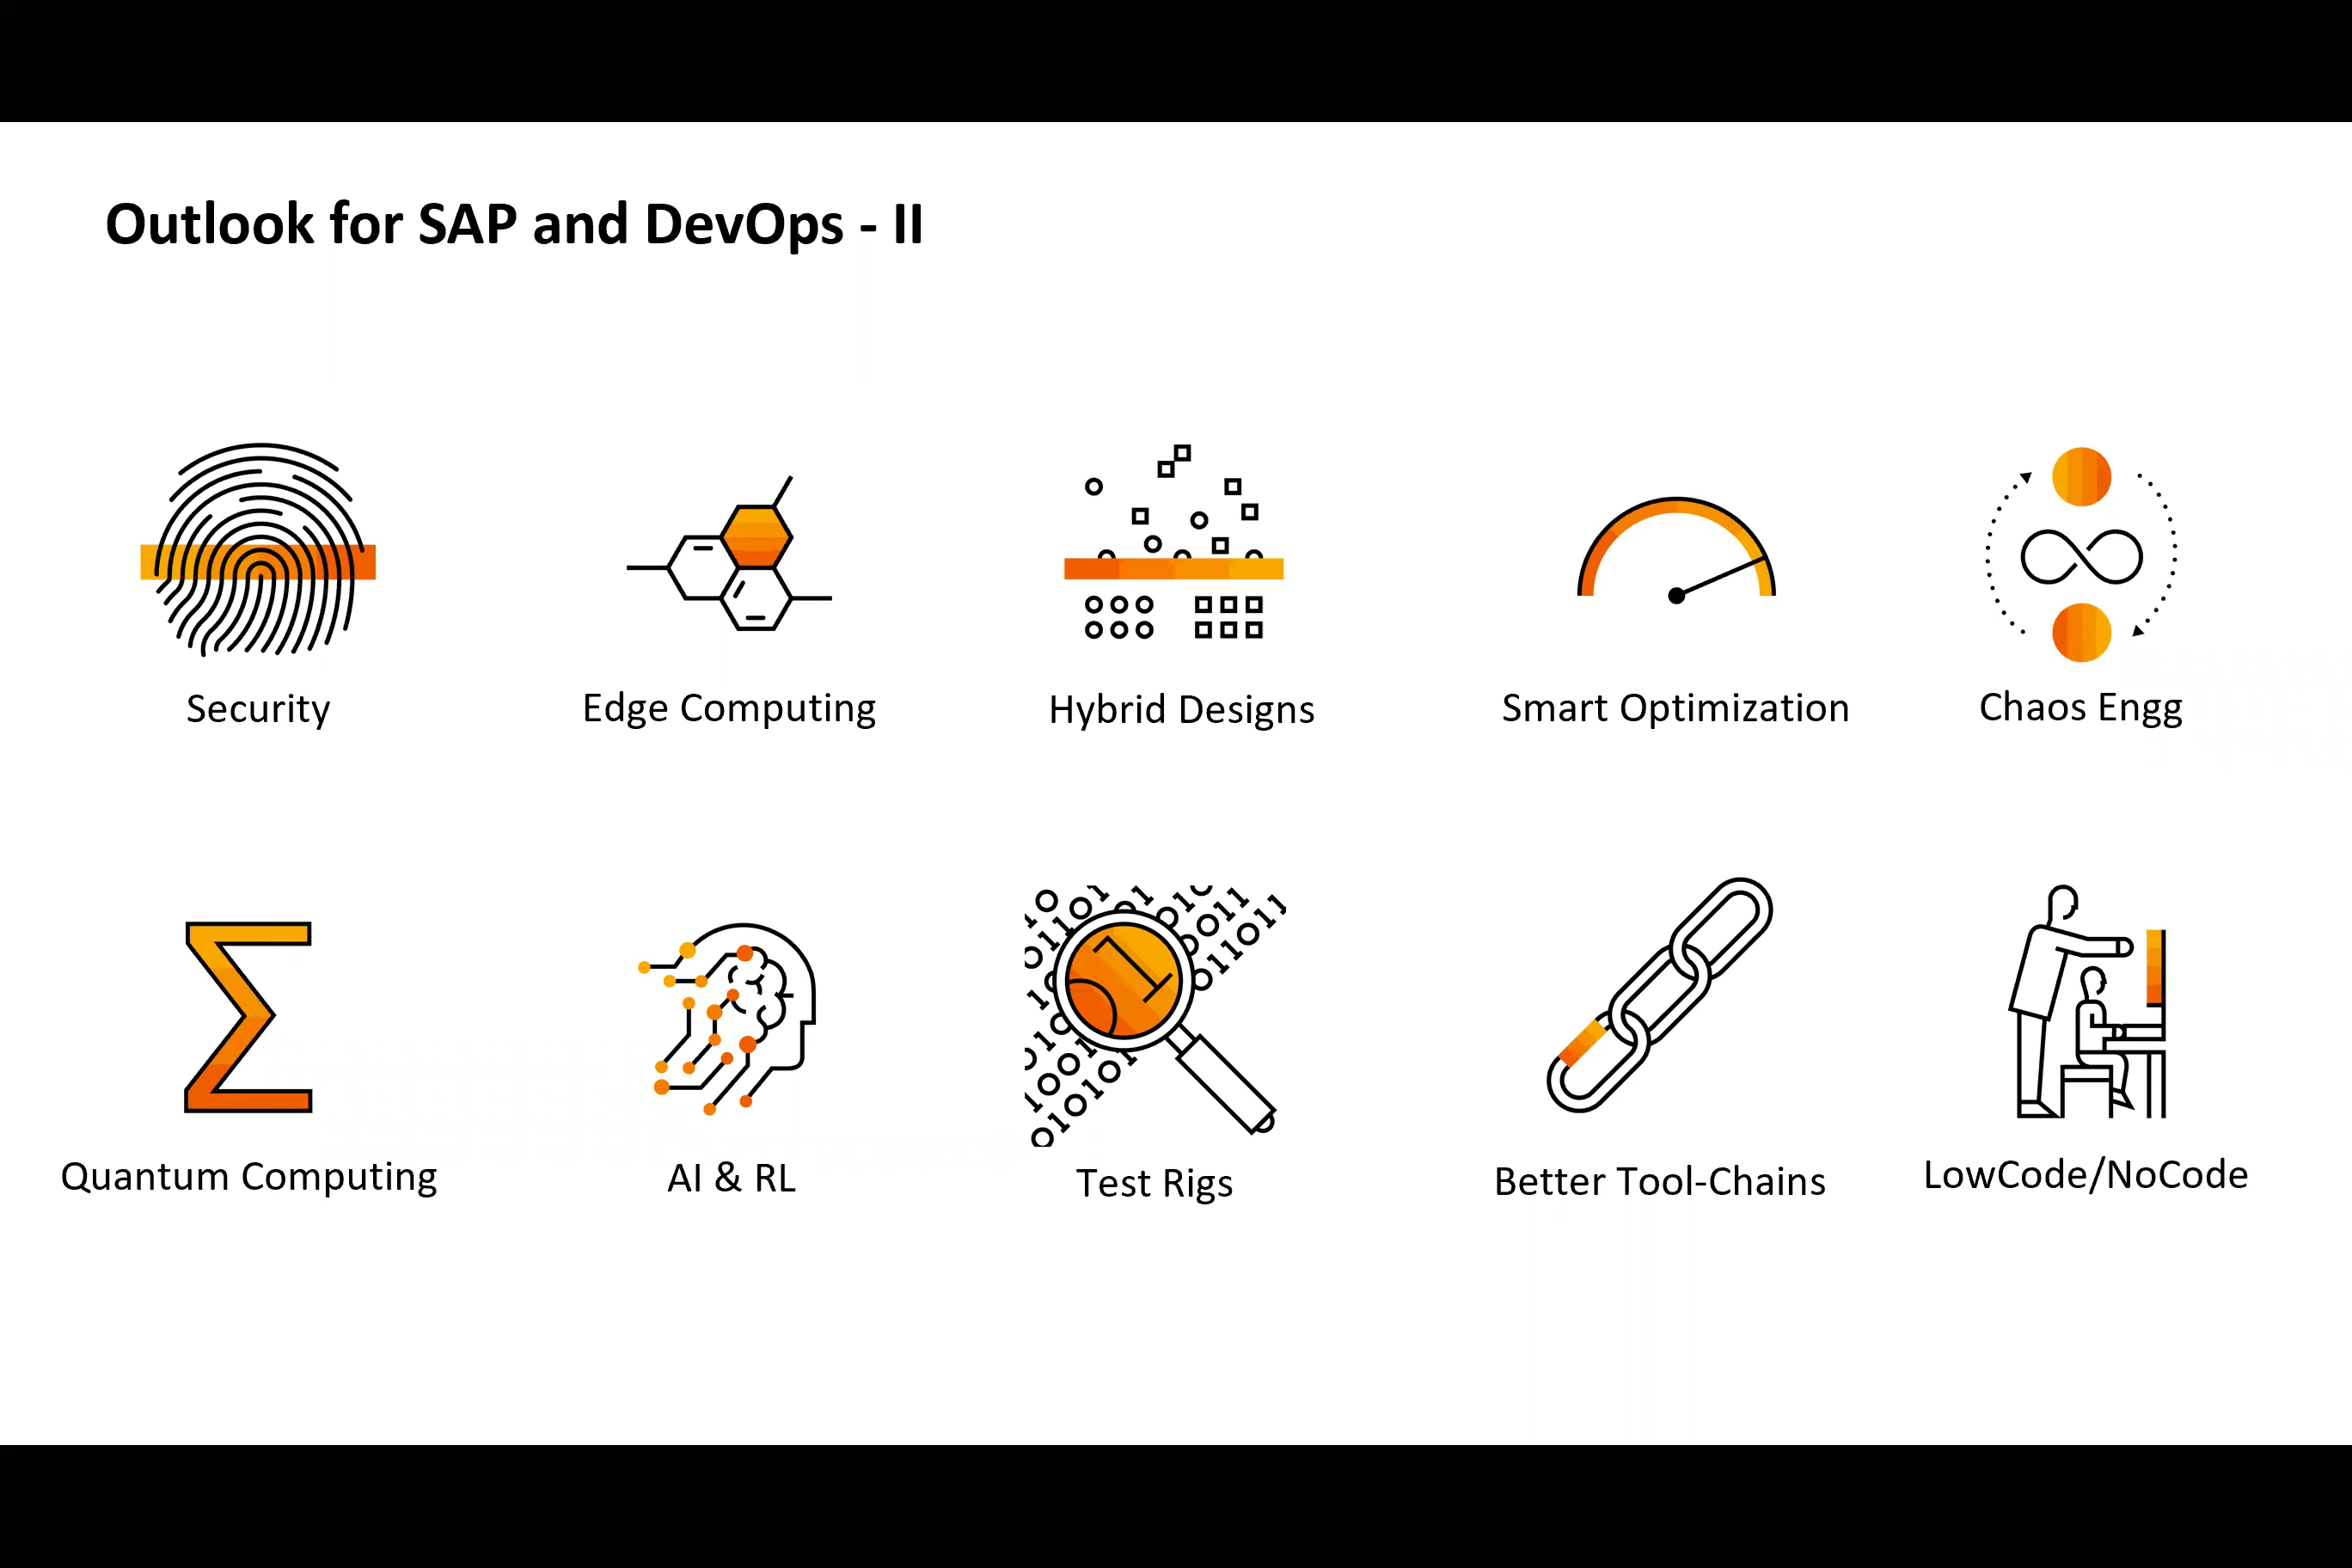 Outlook for SAP and DevOps - II
Security
Edge Computing
Hybrid Designs
Smart Optimization
Chaos Engg
Quantum Computing
AI & RL
Test Rigs
Better Tool-Chains
LowCode/NoCode